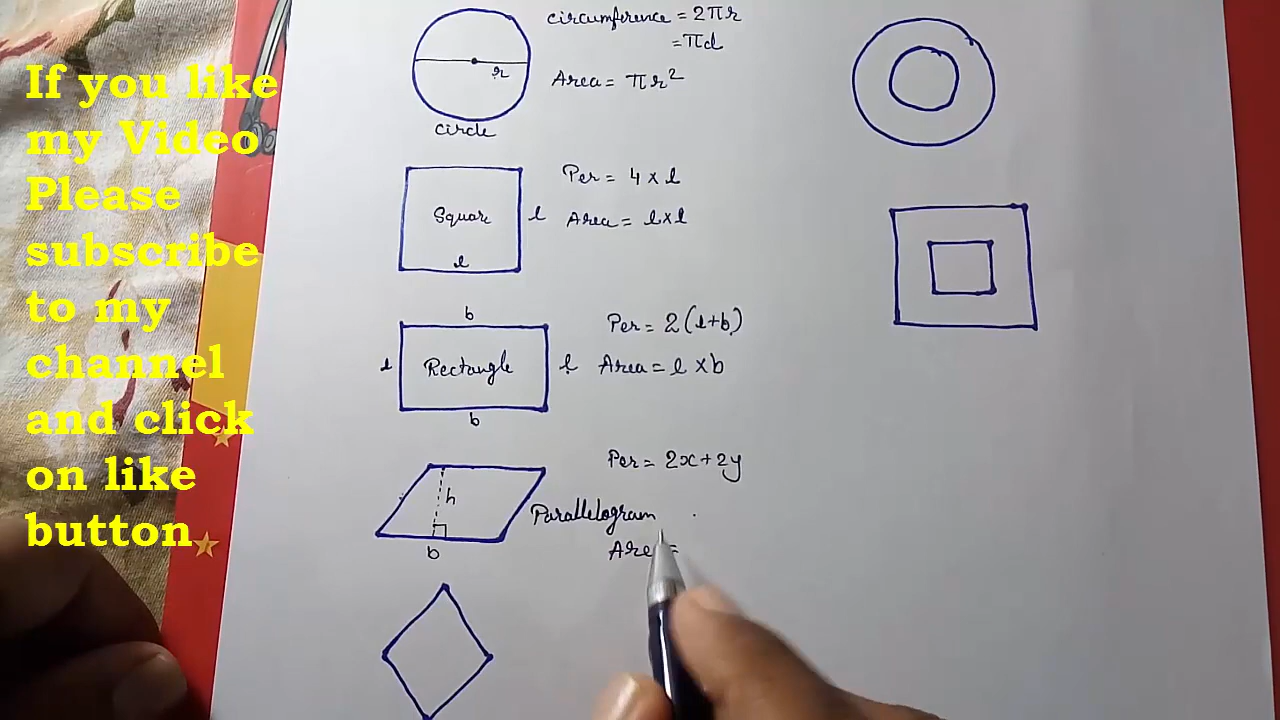 If you like
my Video
Please
subscribe
to my
channel
and click
on like
button
circumference = 2πr
= πd
r
Area = πr²
circle
Per = 4 × l
Square
l
Area = l×l
l
b
Per = 2(l+b)
l
Rectangle
l
Area = l × b
b
Per = 2x+2y
h
Parallelogram
b